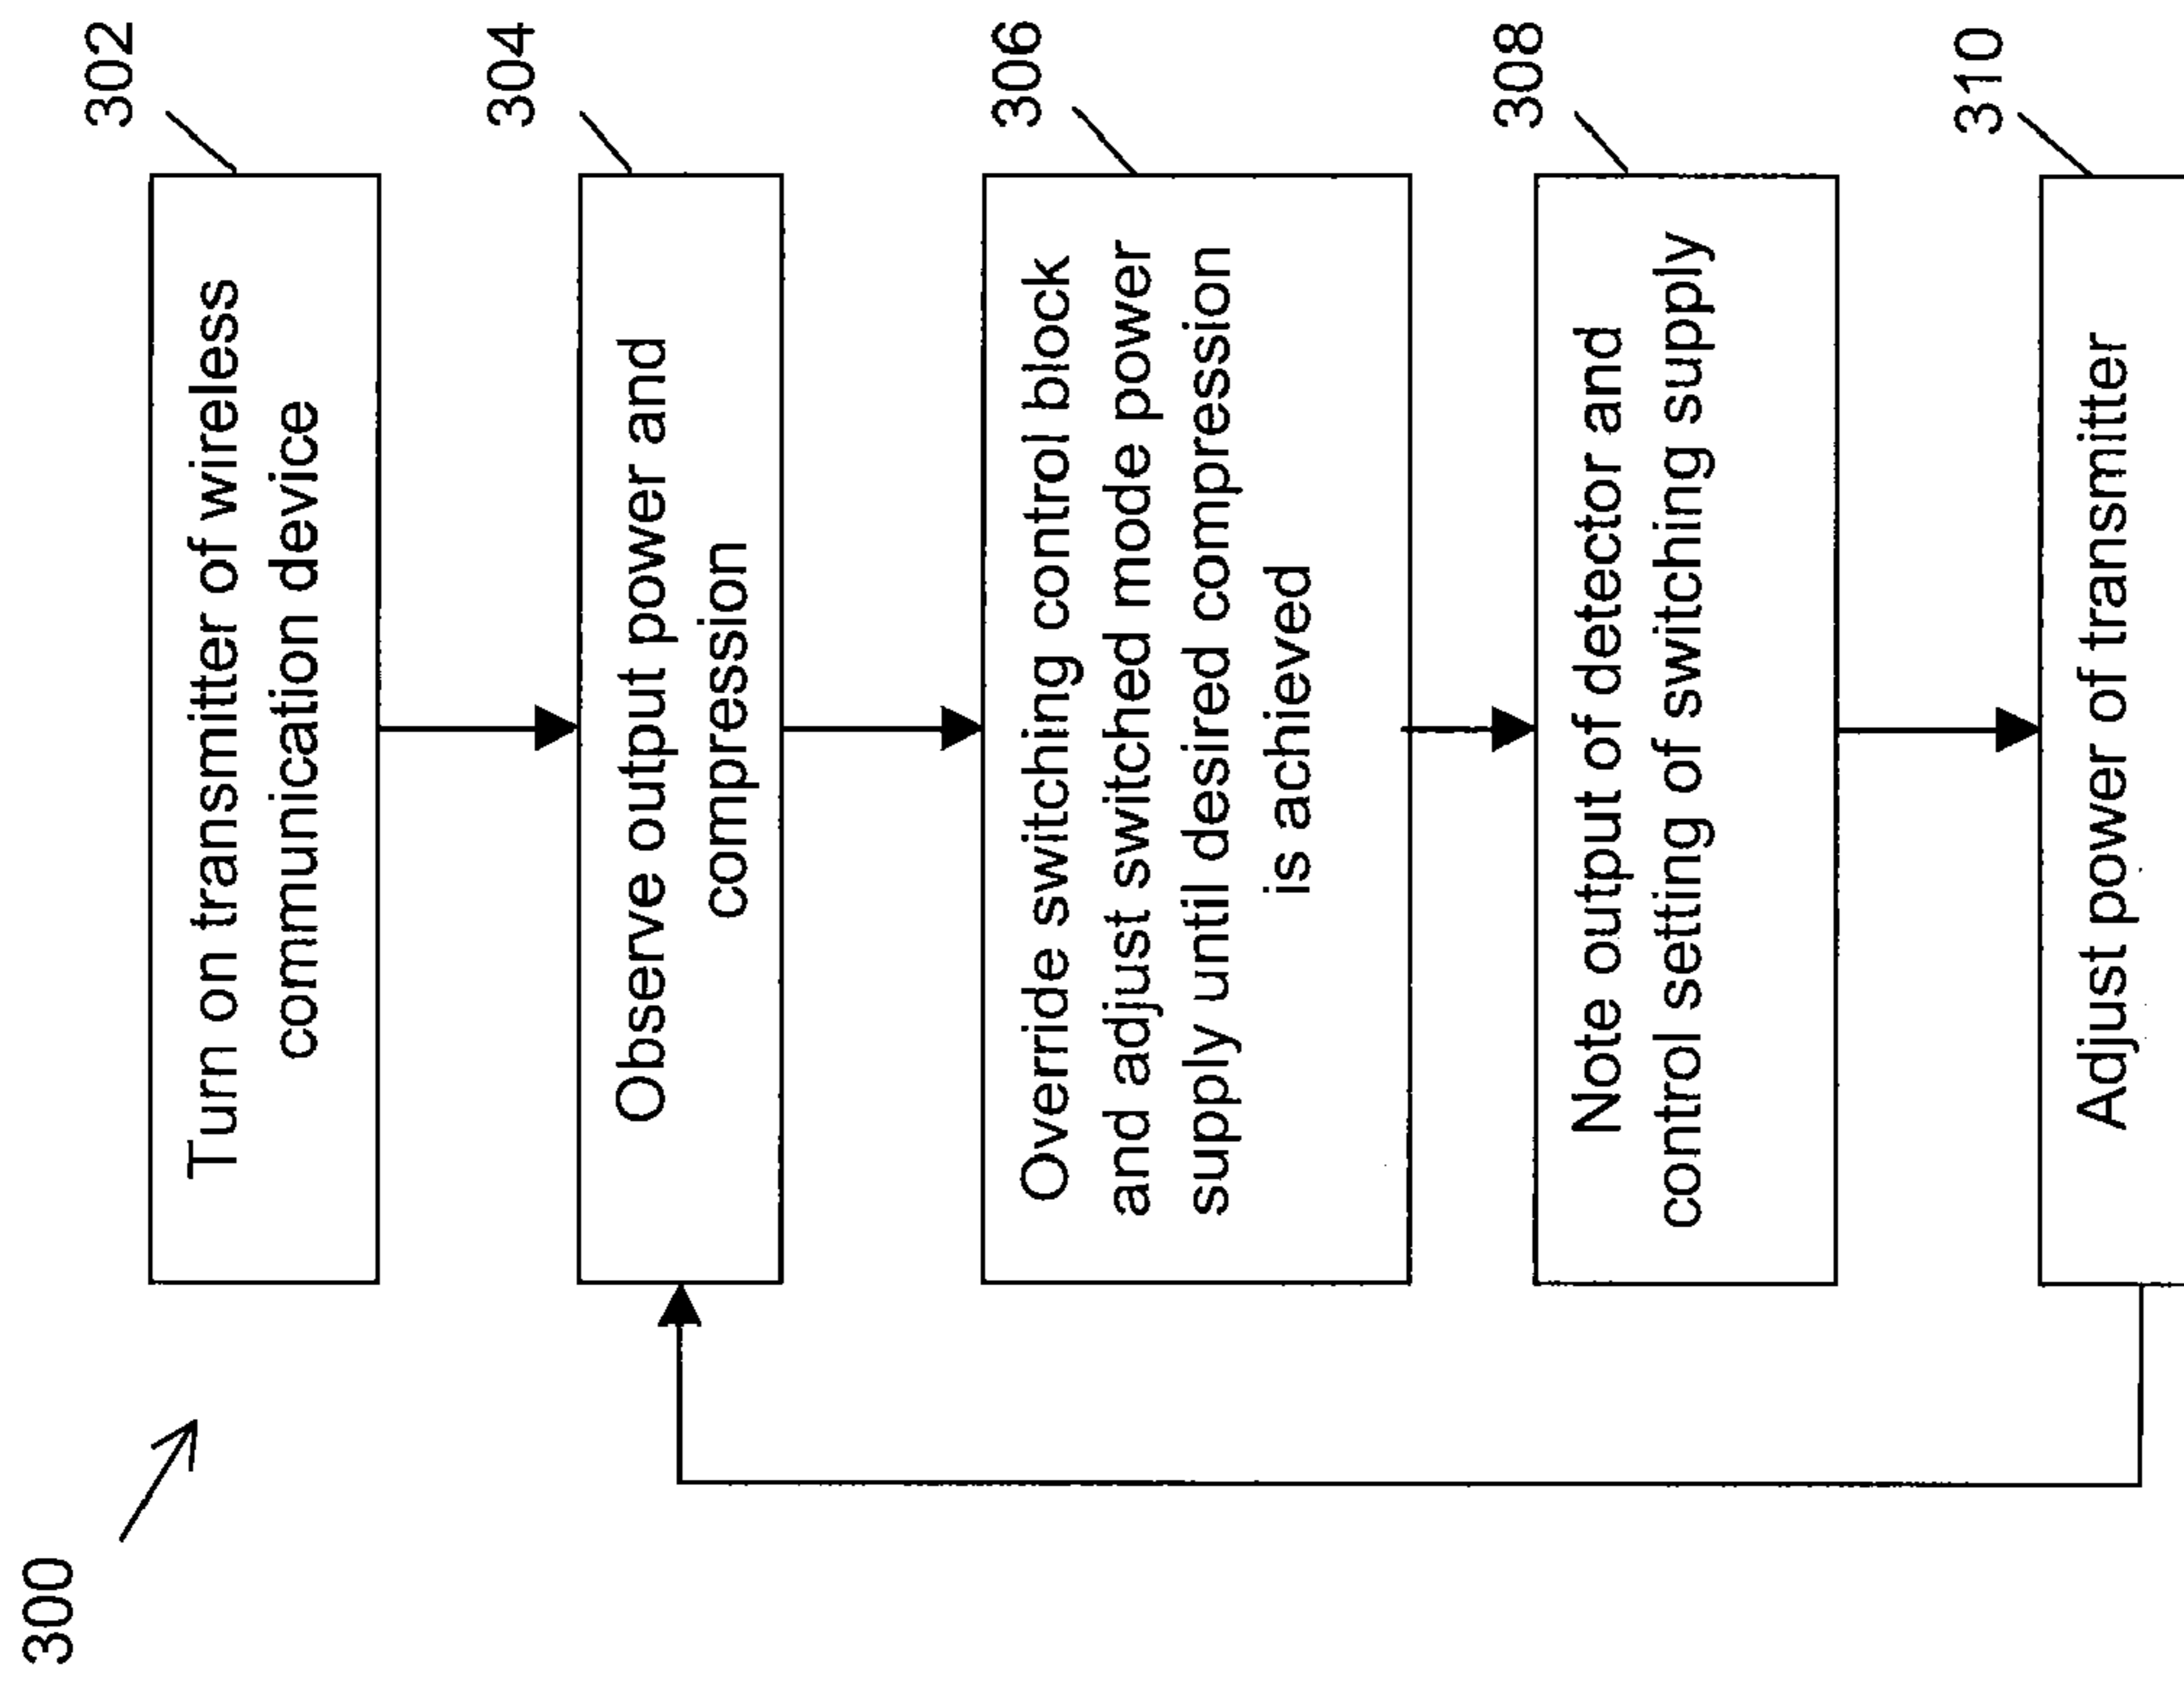 300
302
Turn on transmitter of wireless
communication device
304
Observe output power and
compression
306
Override switching control block
and adjust switched mode power
supply until desired compression
is achieved
308
Note output of detector and
control setting of switching supply
310
Adjust power of transmitter